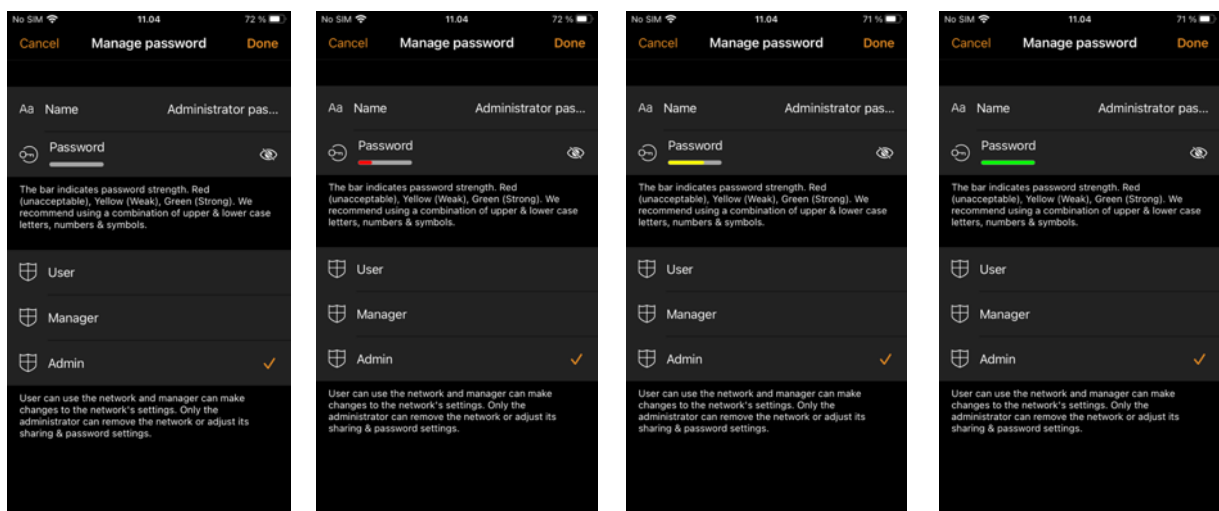 No SIM 11.04 72 %
Cancel Manage password Done
Aa Name Administrator pas...
Password
The bar indicates password strength. Red
(unacceptable), Yellow (Weak), Green (Strong). We
recommend using a combination of upper & lower case
letters, numbers & symbols.
User
Manager
Admin
User can use the network and manager can make
changes to the network's settings. Only the
administrator can remove the network or adjust its
sharing & password settings.
No SIM 11.04 72 %
Cancel Manage password Done
Aa Name Administrator pas...
Password
The bar indicates password strength. Red
(unacceptable), Yellow (Weak), Green (Strong). We
recommend using a combination of upper & lower case
letters, numbers & symbols.
User
Manager
Admin
User can use the network and manager can make
changes to the network's settings. Only the
administrator can remove the network or adjust its
sharing & password settings.
No SIM 11.04 71 %
Cancel Manage password Done
Aa Name Administrator pas...
Password
The bar indicates password strength. Red
(unacceptable), Yellow (Weak), Green (Strong). We
recommend using a combination of upper & lower case
letters, numbers & symbols.
User
Manager
Admin
User can use the network and manager can make
changes to the network's settings. Only the
administrator can remove the network or adjust its
sharing & password settings.
No SIM 11.04 71 %
Cancel Manage password Done
Aa Name Administrator pas...
Password
The bar indicates password strength. Red
(unacceptable), Yellow (Weak), Green (Strong). We
recommend using a combination of upper & lower case
letters, numbers & symbols.
User
Manager
Admin
User can use the network and manager can make
changes to the network's settings. Only the
administrator can remove the network or adjust its
sharing & password settings.